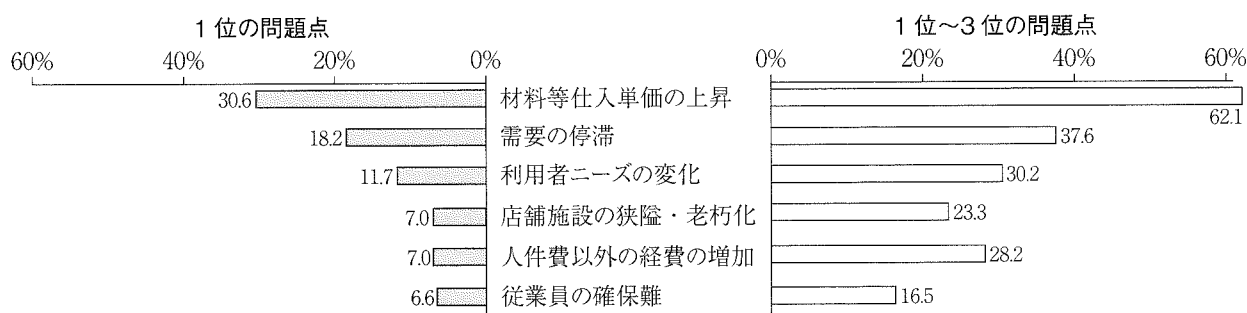 1位の問題点
1位～3位の問題点
60% 40% 20% 0%
0% 20% 40% 60%
30.6 材料等仕入単価の上昇 62.1
18.2 需要の停滞 37.6
11.7 利用者ニーズの変化 30.2
7.0 店舗施設の狭隘・老朽化 23.3
7.0 人件費以外の経費の増加 28.2
6.6 従業員の確保難 16.5